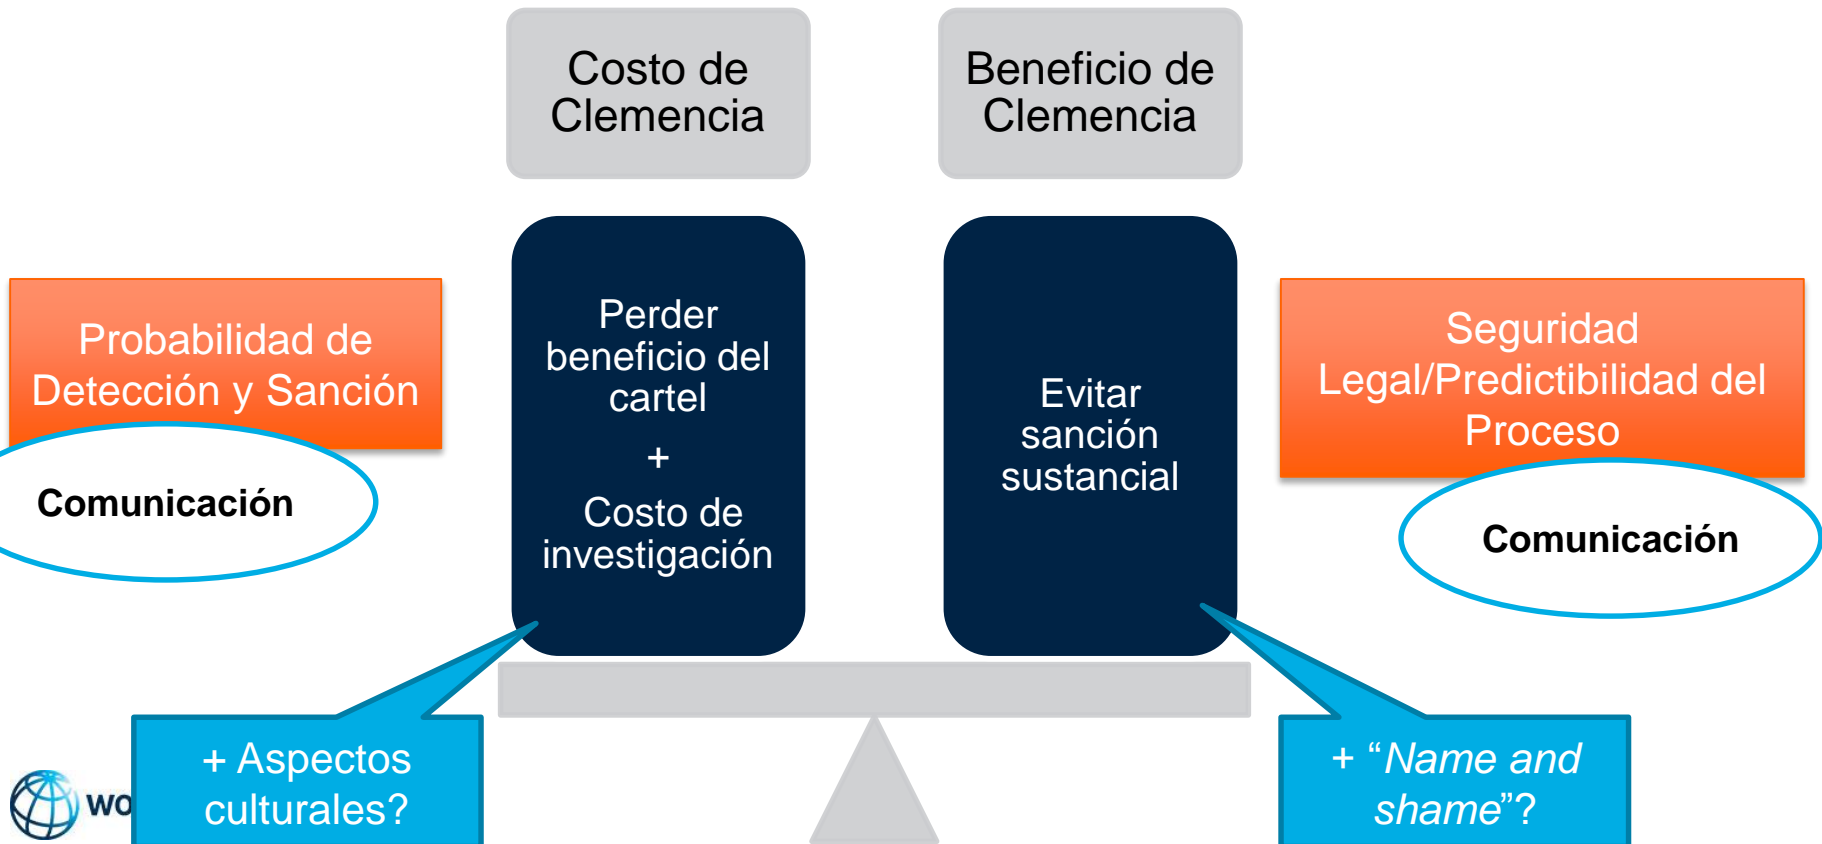 Costo de
Clemencia
Beneficio de
Clemencia
Probabilidad de
Detección y Sanción
Comunicación
Perder
beneficio del
cartel
+
Costo de
investigación
Evitar
sanción
sustancial
Seguridad
Legal/Predictibilidad del
Proceso
Comunicación
+ Aspectos
culturales?
+ “Name and
shame”?